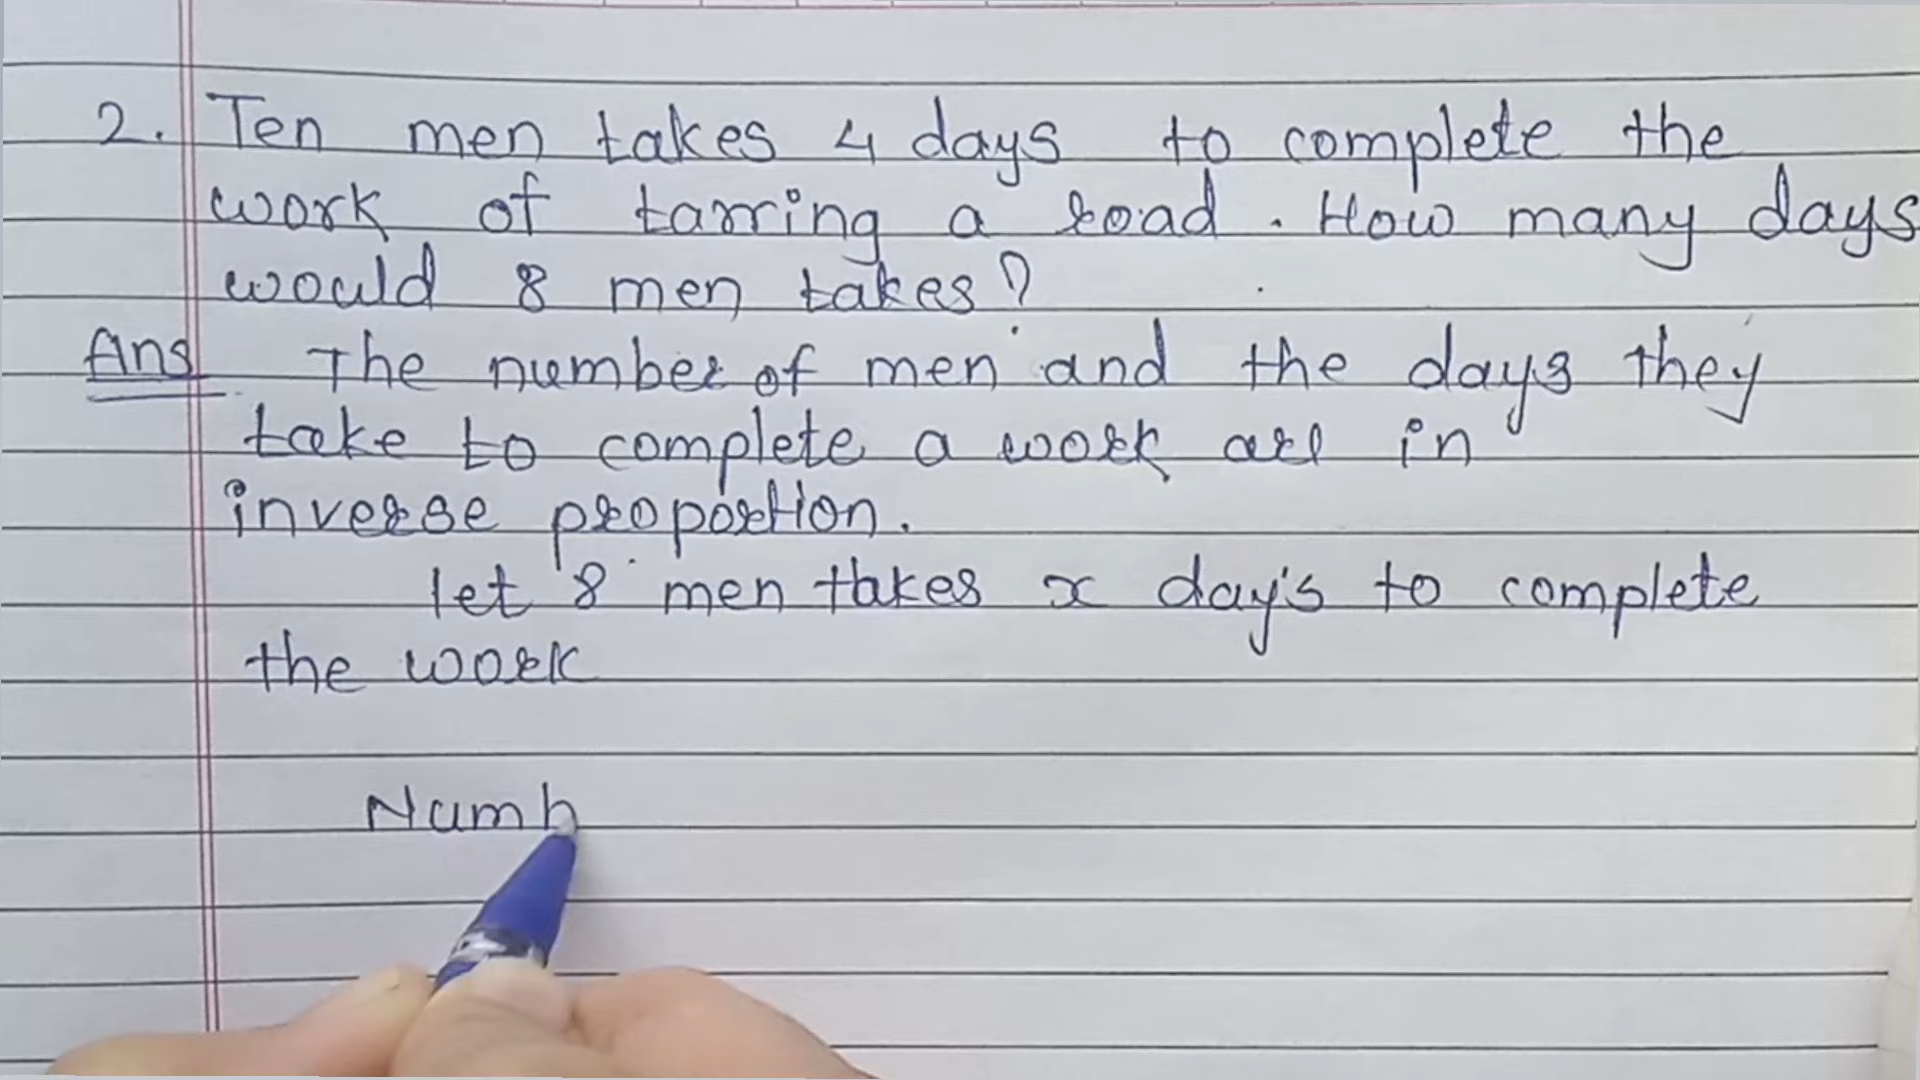 2. Ten men takes 4 days to complete the
work of tarring a road. How many days
would 8 men takes?
Ans The number of men and the days they
take to complete a work are in
inverse proportion.
let 8 men takes x day's to complete
the work
Numb